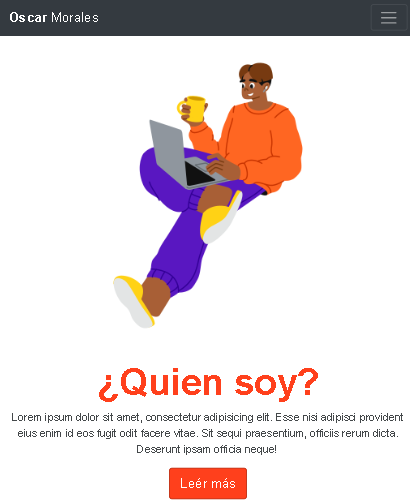 Oscar Morales
¿Quien soy?
Lorem ipsum dolor sit amet, consectetur adipisicing elit. Esse nisi adipisci provident
eius enim id eos fugit odit facere vitae. Sit sequi praesentium, officiis rerum dicta.
Deserunt ipsam officia neque!
Leér más